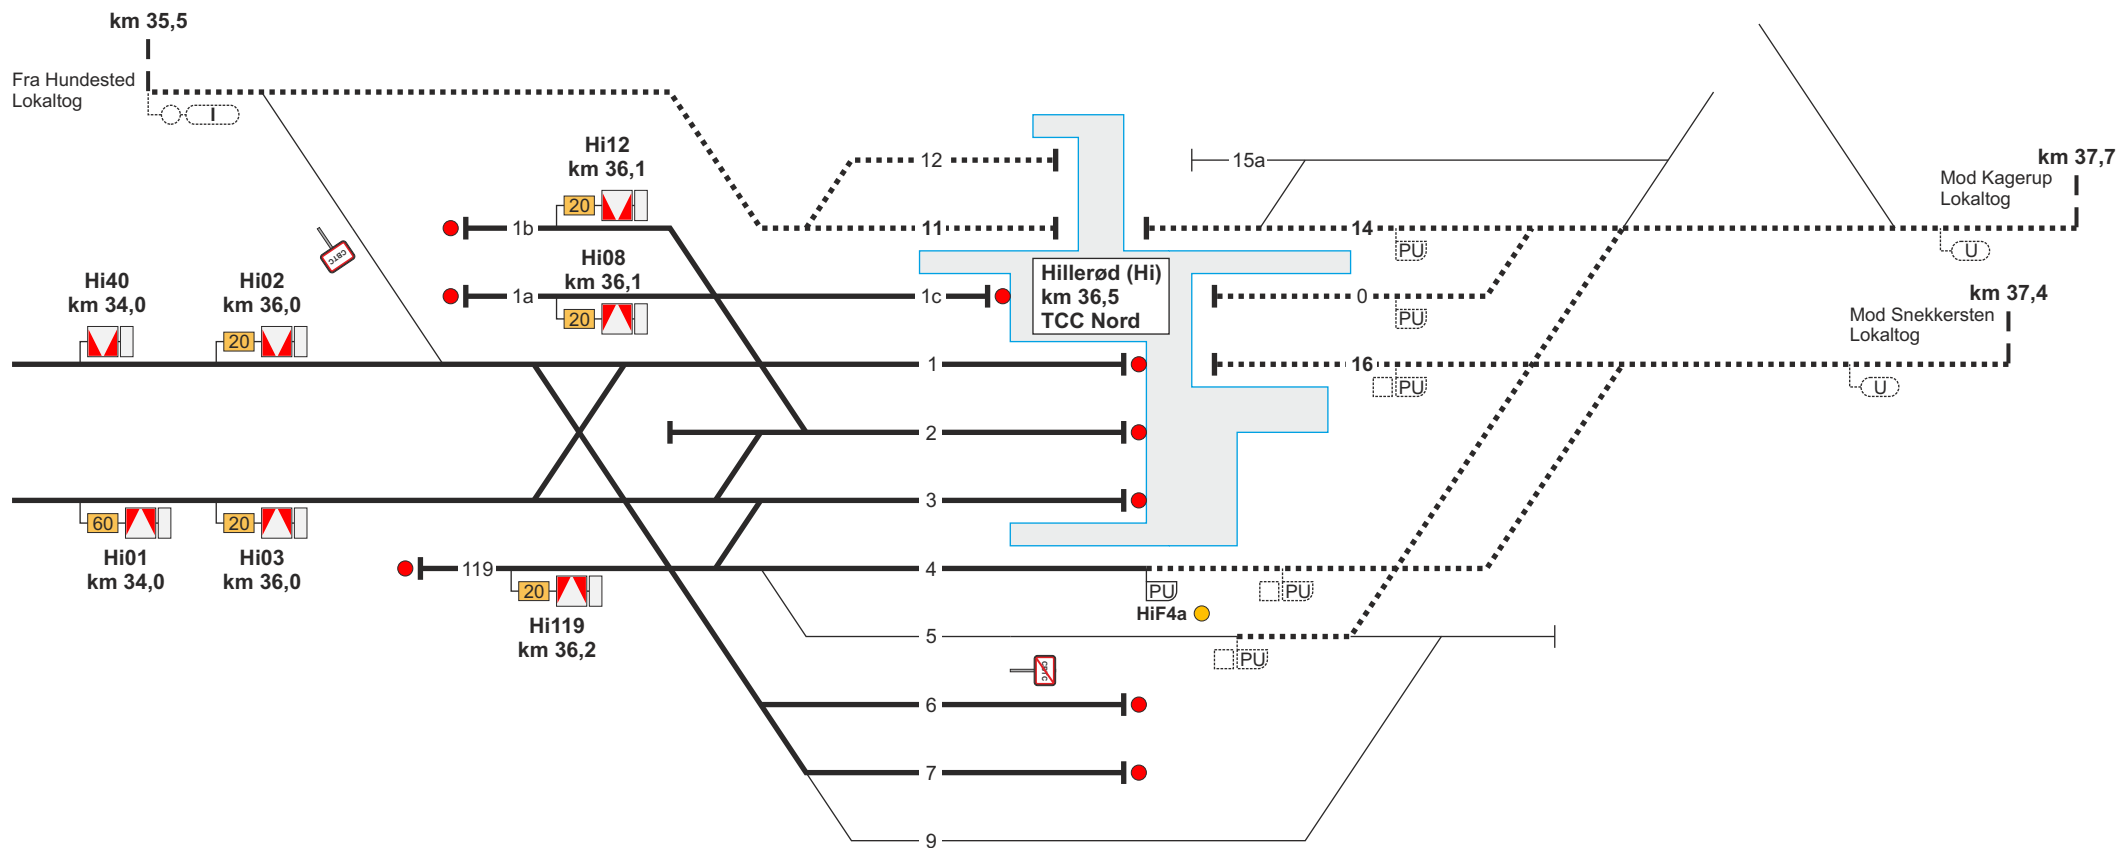 km 35,5
Fra Hundested
Lokaltog
I
Hi12
km 36,1
20
12
15a
km 37,7
Mod Kagerup
Lokaltog
1b
11
14
PU
U
CBTC
Hi08
km 36,1
Hillerød (Hi)
km 36,5
TCC Nord
Hi40
km 34,0
Hi02
km 36,0
1a
1c
0
km 37,4
20
PU
Mod Snekkersten
Lokaltog
20
1
16
PU
U
2
3
60
20
Hi01
km 34,0
Hi03
km 36,0
119
4
20
PU
PU
HiF4a
Hi119
km 36,2
5
PU
CBTC
6
7
9